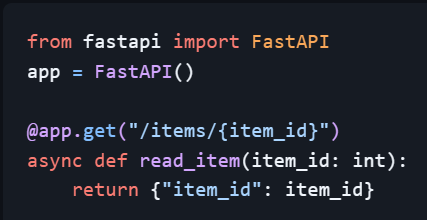 from fastapi import FastAPI
app = FastAPI()

@app.get("/items/{item_id}")
async def read_item(item_id: int):
    return {"item_id": item_id}